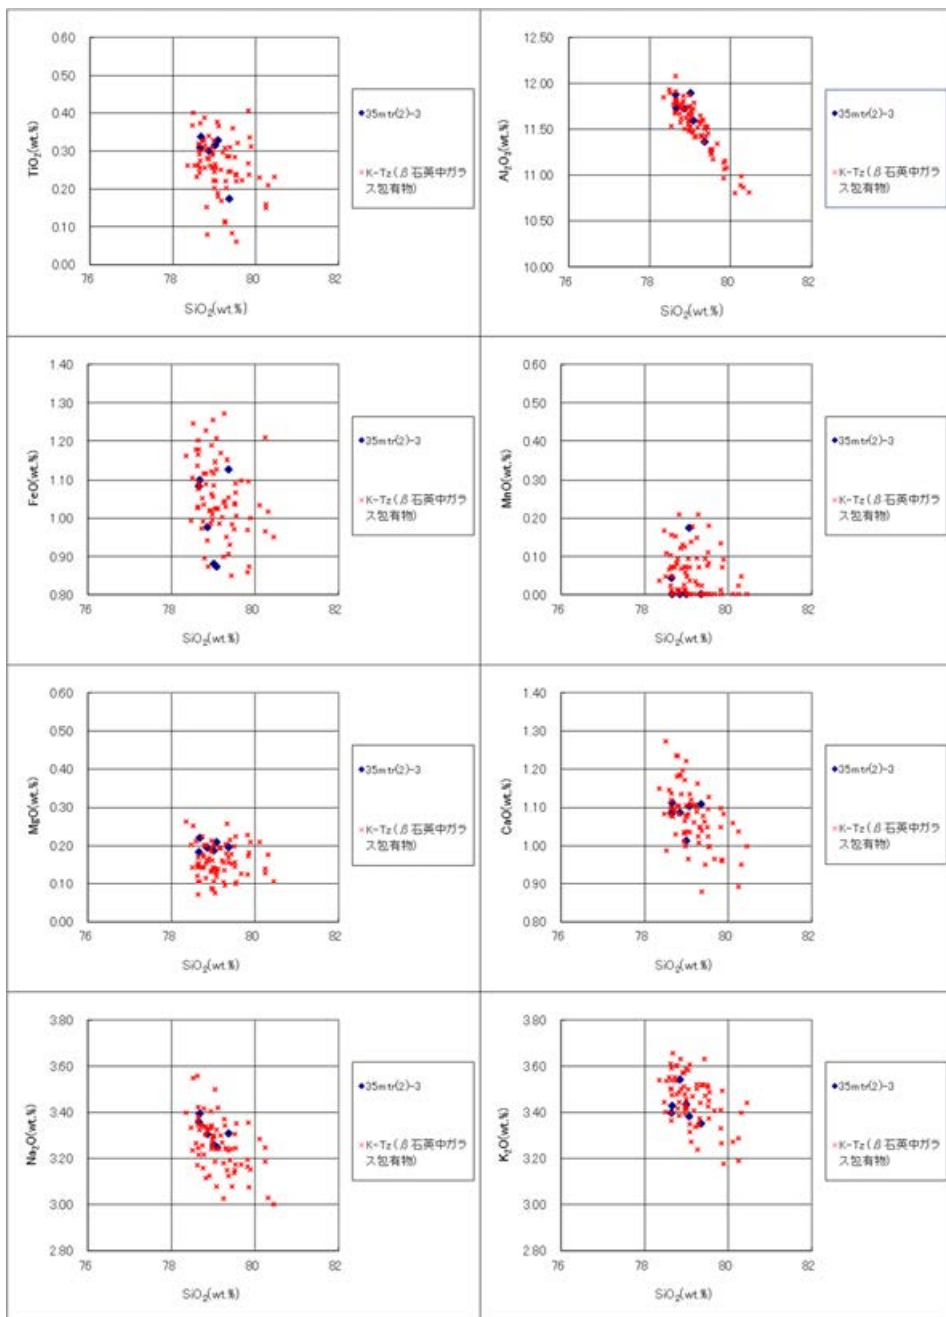 TiO₂(wt.%)
0.60
0.50
0.40
0.30
0.20
0.10
0.00
76 78 80 82
SiO₂(wt.%)
35mtr(2)-3
K-Tz(β石英中ガラ
ス包有物)
Al₂O₃(wt.%)
12.50
12.00
11.50
11.00
10.50
10.00
76 78 80 82
SiO₂(wt.%)
35mtr(2)-3
K-Tz(β石英中ガラ
ス包有物)
FeO(wt.%)
1.40
1.30
1.20
1.10
1.00
0.90
0.80
76 78 80 82
SiO₂(wt.%)
35mtr(2)-3
K-Tz(β石英中ガラ
ス包有物)
MnO(wt.%)
0.60
0.50
0.40
0.30
0.20
0.10
0.00
76 78 80 82
SiO₂(wt.%)
35mtr(2)-3
K-Tz(β石英中ガラ
ス包有物)
MgO(wt.%)
0.60
0.50
0.40
0.30
0.20
0.10
0.00
76 78 80 82
SiO₂(wt.%)
35mtr(2)-3
K-Tz(β石英中ガラ
ス包有物)
CaO(wt.%)
1.40
1.30
1.20
1.10
1.00
0.90
0.80
76 78 80 82
SiO₂(wt.%)
35mtr(2)-3
K-Tz(β石英中ガラ
ス包有物)
Na₂O(wt.%)
3.80
3.60
3.40
3.20
3.00
2.80
76 78 80 82
SiO₂(wt.%)
35mtr(2)-3
K-Tz(β石英中ガラ
ス包有物)
K₂O(wt.%)
3.80
3.60
3.40
3.20
3.00
2.80
76 78 80 82
SiO₂(wt.%)
35mtr(2)-3
K-Tz(β石英中ガラ
ス包有物)